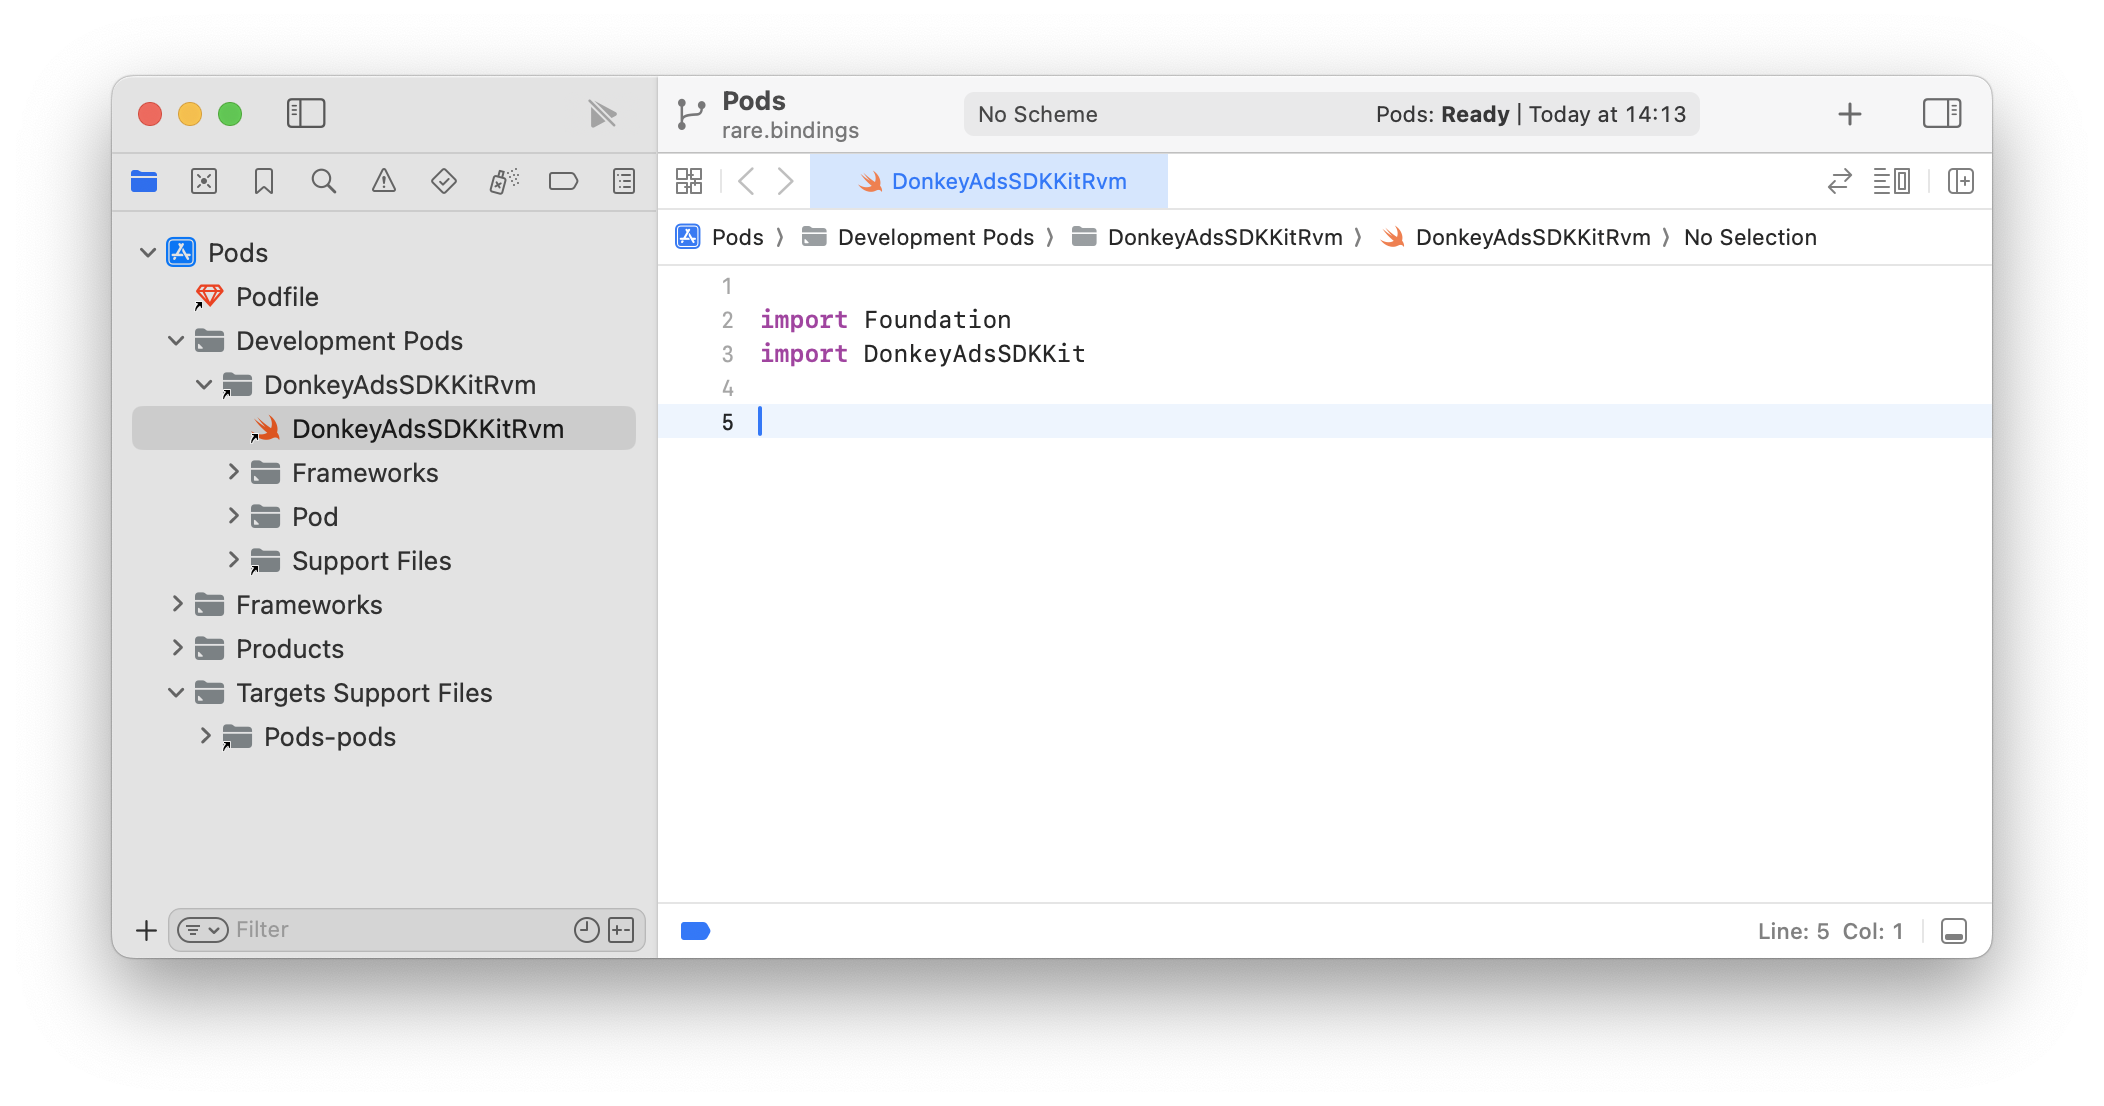 Pods
rare.bindings
No Scheme
Pods: Ready | Today at 14:13
DonkeyAdsSDKKitRvm
Pods
Development Pods
DonkeyAdsSDKKitRvm
DonkeyAdsSDKKitRvm
No Selection
Pods
Podfile
Development Pods
DonkeyAdsSDKKitRvm
DonkeyAdsSDKKitRvm
Frameworks
Pod
Support Files
Frameworks
Products
Targets Support Files
Pods-pods
Filter
1
2 import Foundation
3 import DonkeyAdsSDKKit
4
5
Line: 5 Col: 1